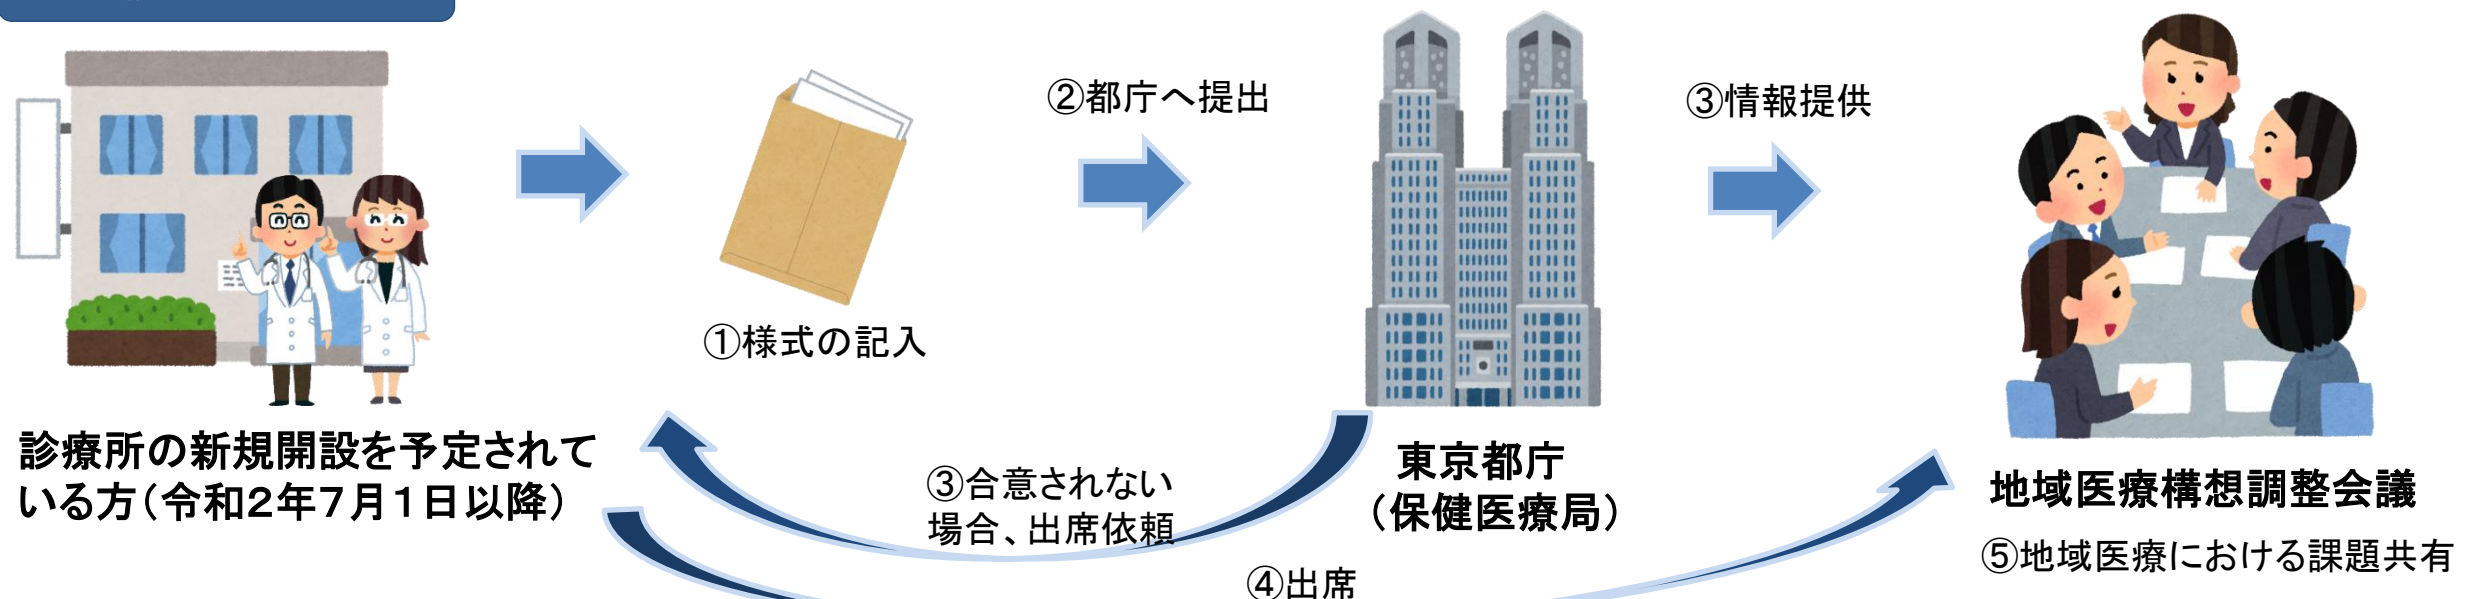 ①様式の記入
②都庁へ提出
③情報提供
診療所の新規開設を予定されて
いる方（令和２年７月１日以降）
③合意されない
場合、出席依頼
東京都庁
（保健医療局）
④出席
地域医療構想調整会議
⑤地域医療における課題共有